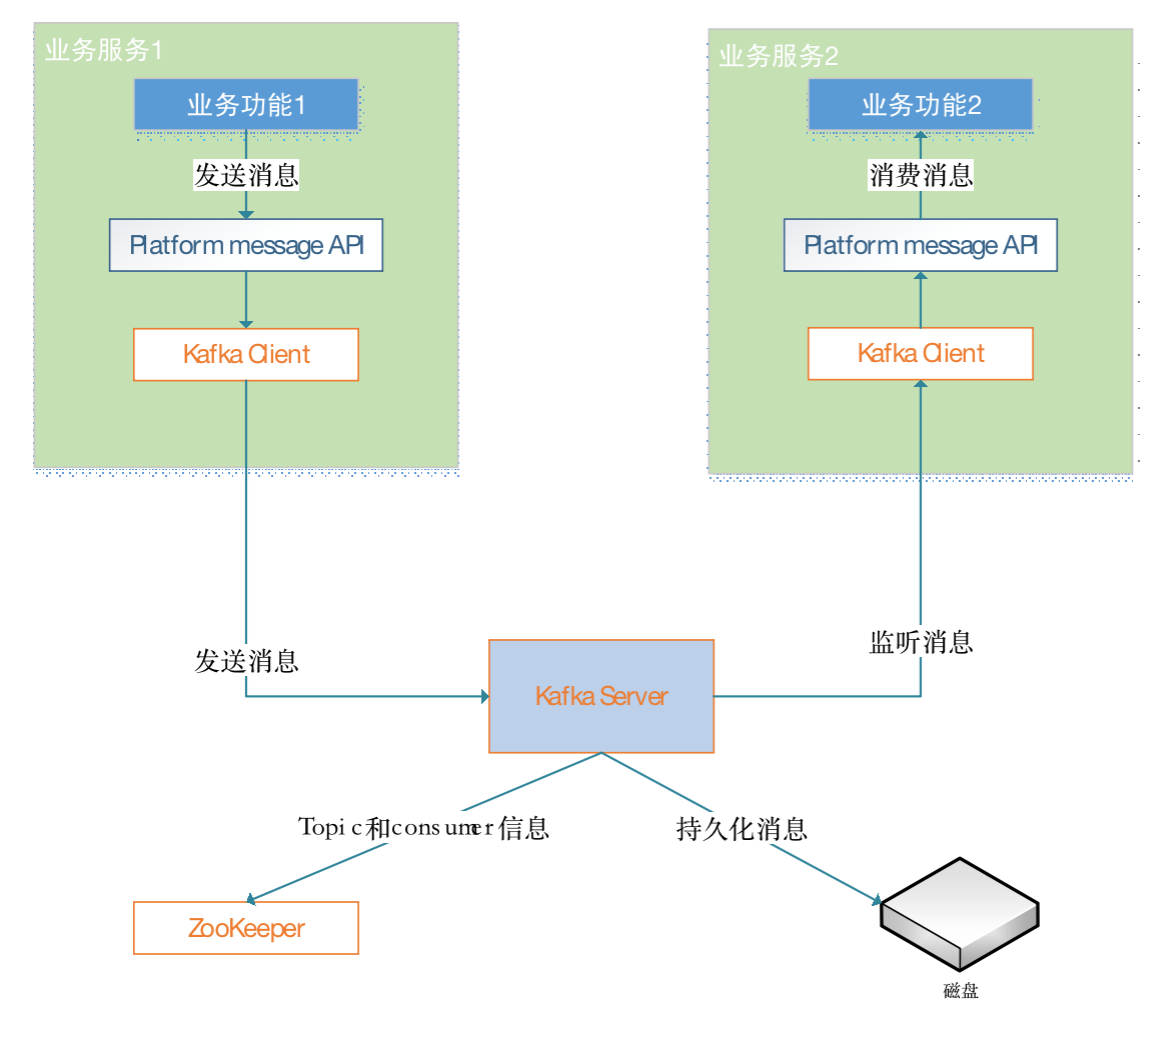 业务服务1
业务服务2
业务功能1
业务功能2
发送消息
消费消息
Platform message API
Platform message API
Kafka Client
Kafka Client
发送消息
监听消息
Kafka Server
Topic和consumer信息
持久化消息
ZooKeeper
磁盘